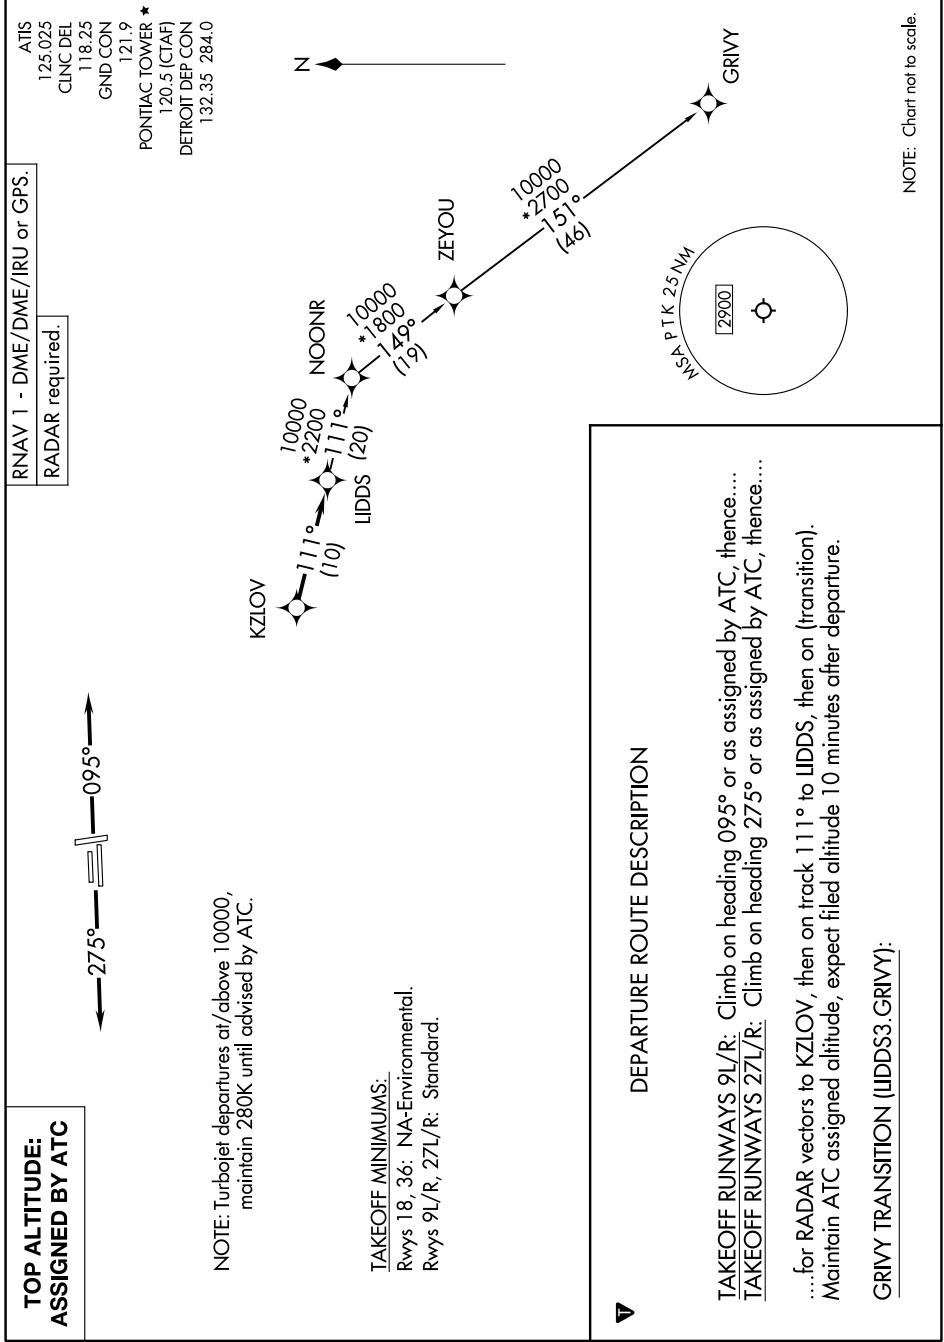 TOP ALTITUDE:
ASSIGNED BY ATC
RNAV 1 - DME/DME/IRU or GPS.
RADAR required.
ATIS
125.025
CLNC DEL
118.25
GND CON
121.9
PONTIAC TOWER ★
120.5 (CTAF)
DETROIT DEP CON
132.35 284.0
275°
095°
N
NOTE: Turbojet departures at/above 10000,
maintain 280K until advised by ATC.
KZLOV
111°
(10)
LIDDS
10000
*2200
111°
(20)
NOONR
10000
*1800
149°
(19)
ZEYOU
10000
*2700
151°
(46)
GRIVY
TAKEOFF MINIMUMS:
Rwys 18, 36: NA-Environmental.
Rwys 9L/R, 27L/R: Standard.
MSA PTK 25 NM
2900
NOTE: Chart not to scale.
T
DEPARTURE ROUTE DESCRIPTION
TAKEOFF RUNWAYS 9L/R: Climb on heading 095° or as assigned by ATC, thence....
TAKEOFF RUNWAYS 27L/R: Climb on heading 275° or as assigned by ATC, thence....
....for RADAR vectors to KZLOV, then on track 111° to LIDDS, then on (transition).
Maintain ATC assigned altitude, expect filed altitude 10 minutes after departure.
GRIVY TRANSITION (LIDDS3.GRIVY):